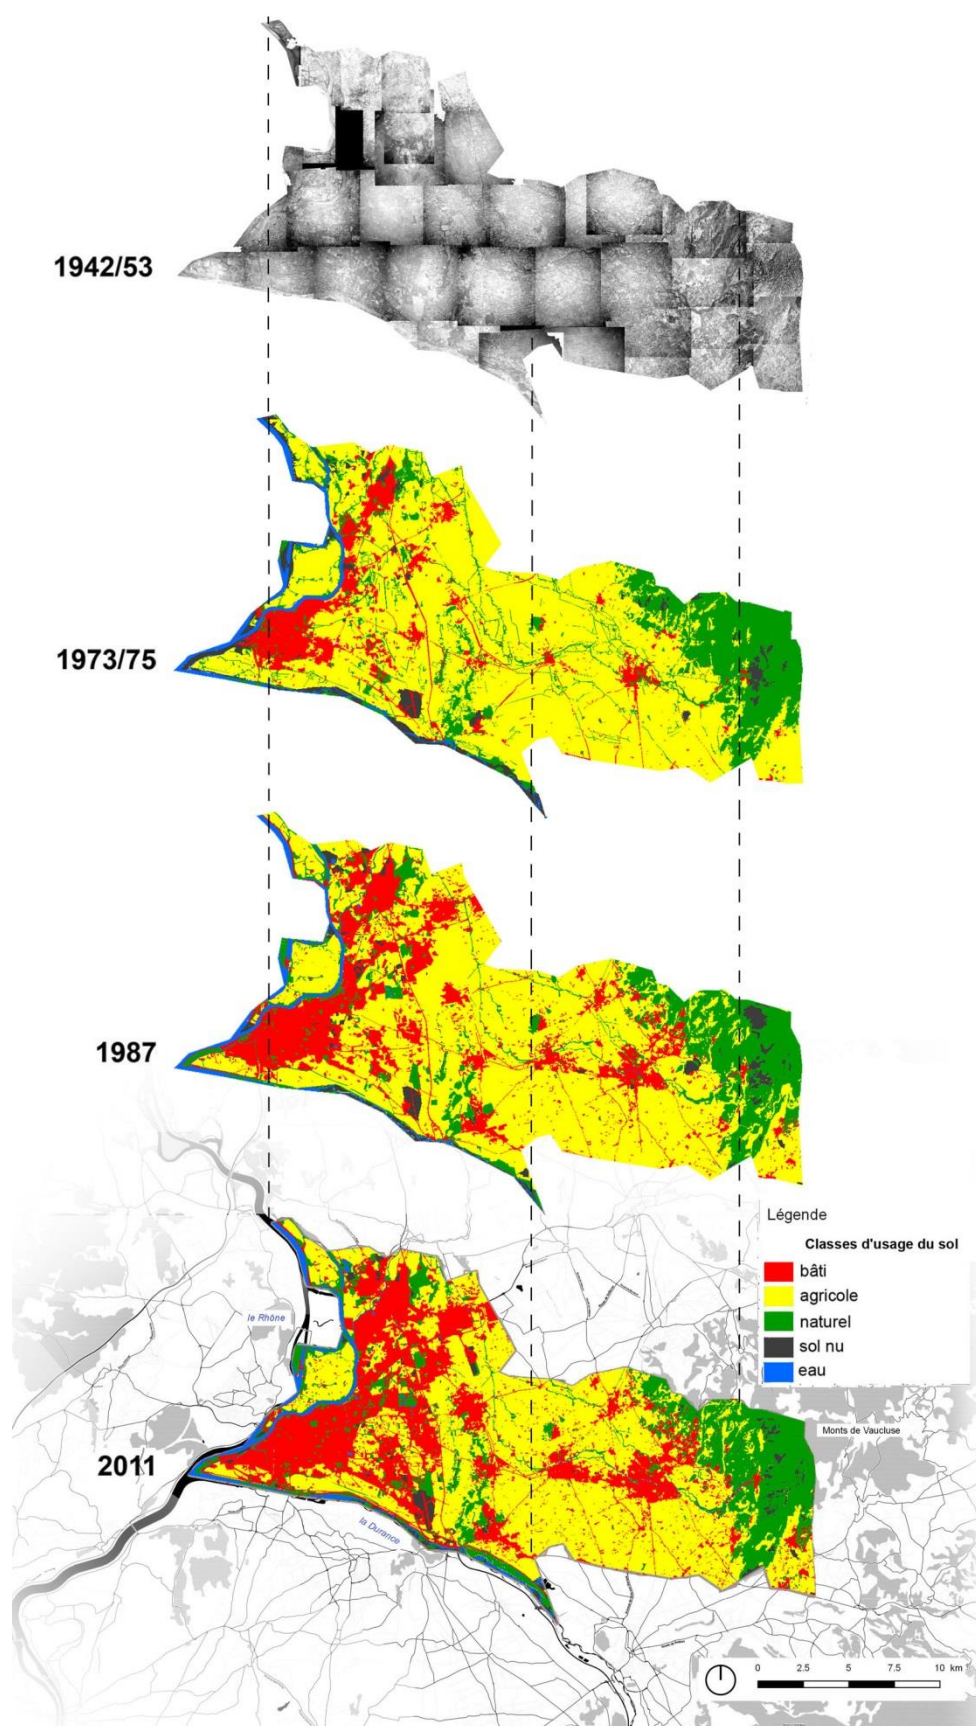 1942/53
1973/75
1987
Légende
Classes d'usage du sol
bâti
agricole
naturel
sol nu
eau
le Rhône
Monts de Vaucluse
2011
la Durance
0 2.5 5 7.5 10 km